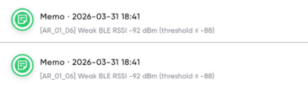 Memo · 2026-03-31 18:41
[AR_01_06] Weak BLE RSSI -92 dBm (threshold ≤ -88)
Memo · 2026-03-31 18:41
[AR_01_06] Weak BLE RSSI -92 dBm (threshold ≤ -88)